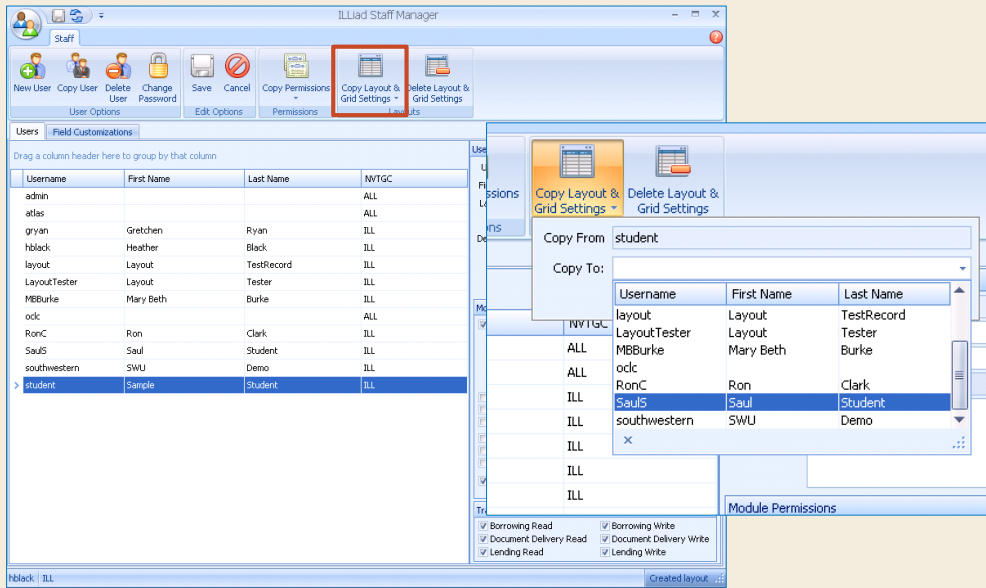 ILLiad Staff Manager
Staff
New User Copy User Delete User Change Password Save Cancel Copy Permissions Copy Layout & Grid Settings Delete Layout & Grid Settings
User Options Edit Options Permissions Layouts
Users Field Customizations
Drag a column header here to group by that column
Username First Name Last Name NVTGC
admin ALL
atlas ALL
gryan Gretchen Ryan ILL
hblack Heather Black ILL
layout Layout TestRecord ILL
LayoutTester Layout Tester ILL
MBBurke Mary Beth Burke ILL
oclc ALL
RonC Ron Clark ILL
SaulS Saul Student ILL
southwestern SWU Demo ILL
student Sample Student ILL
Borrowing Read Borrowing Write
Document Delivery Read Document Delivery Write
Lending Read Lending Write
hblack ILL Created layout
Copy Layout & Grid Settings Delete Layout & Grid Settings
Copy From student
Copy To:
Username First Name Last Name
layout Layout TestRecord
LayoutTester Layout Tester
MBBurke Mary Beth Burke
oclc
RonC Ron Clark
SaulS Saul Student
southwestern SWU Demo
NVTGC
ALL
ALL
ILL
ILL
ILL
ILL
ILL
Module Permissions